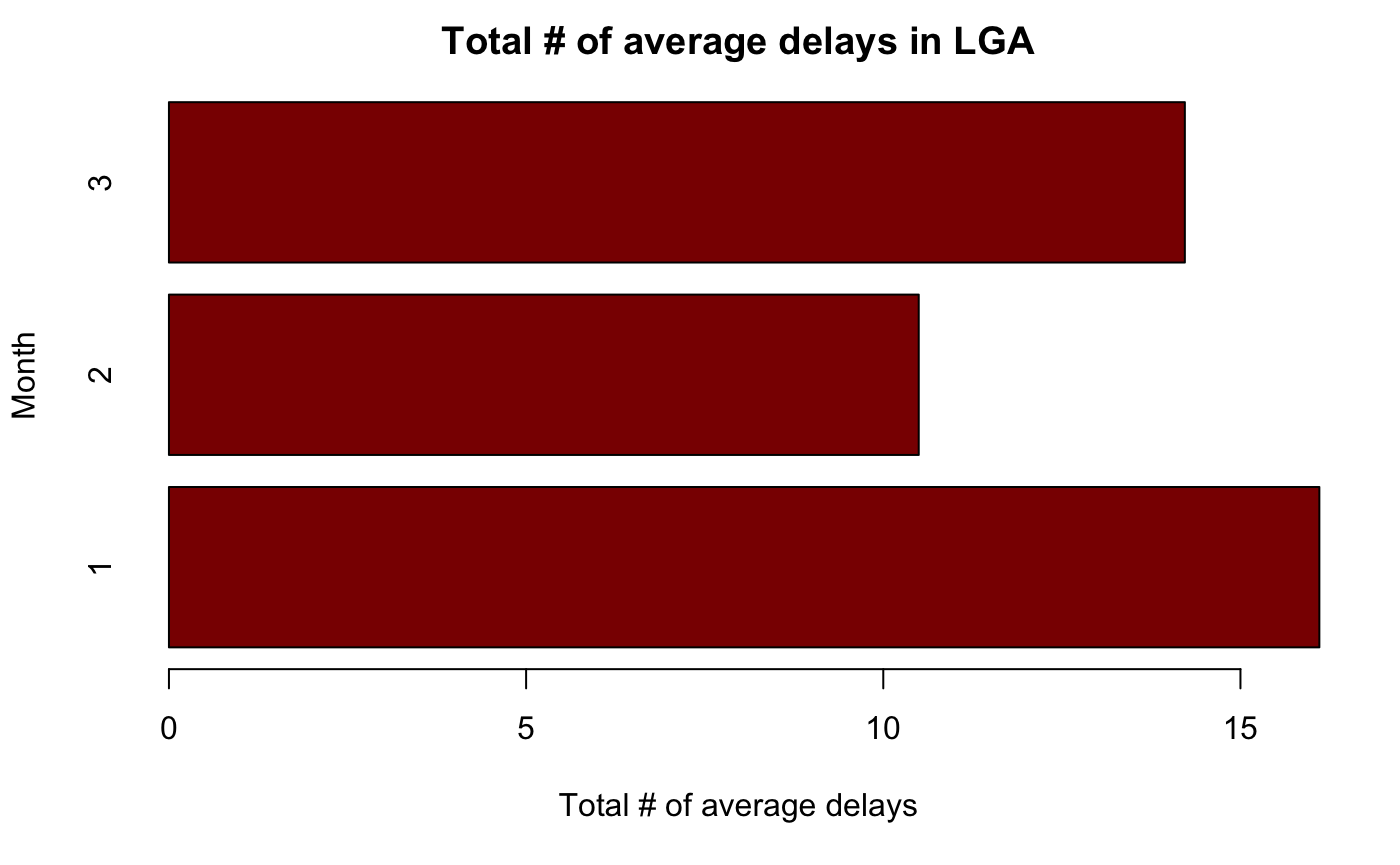 Total # of average delays in LGA
3
2
1
Month
0 5 10 15
Total # of average delays